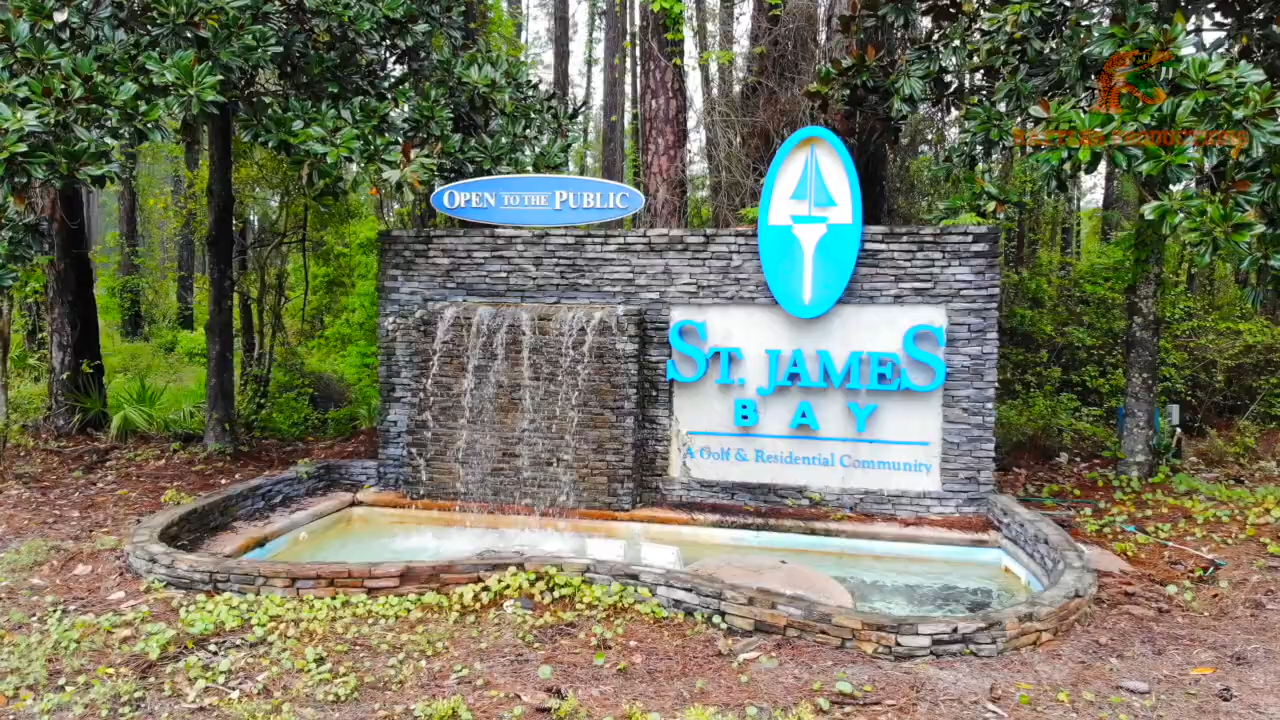 OPEN TO THE PUBLIC
ST. JAMES
BAY
A Golf & Residential Community